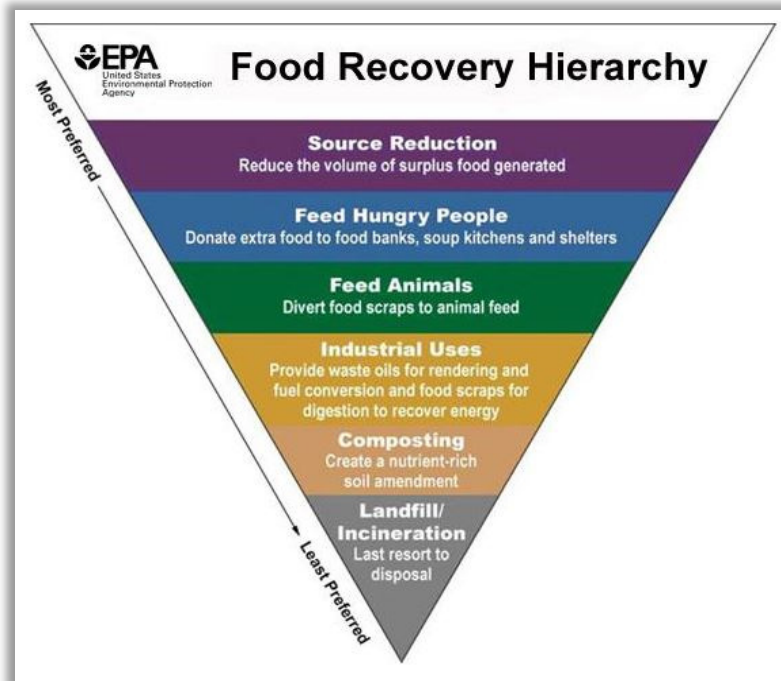 EPA
United States
Environmental Protection
Agency
Food Recovery Hierarchy
Most Preferred
Source Reduction
Reduce the volume of surplus food generated
Feed Hungry People
Donate extra food to food banks, soup kitchens and shelters
Feed Animals
Divert food scraps to animal feed
Industrial Uses
Provide waste oils for rendering and
fuel conversion and food scraps for
digestion to recover energy
Composting
Create a nutrient-rich
soil amendment
Landfill/
Incineration
Last resort to
disposal
Least Preferred